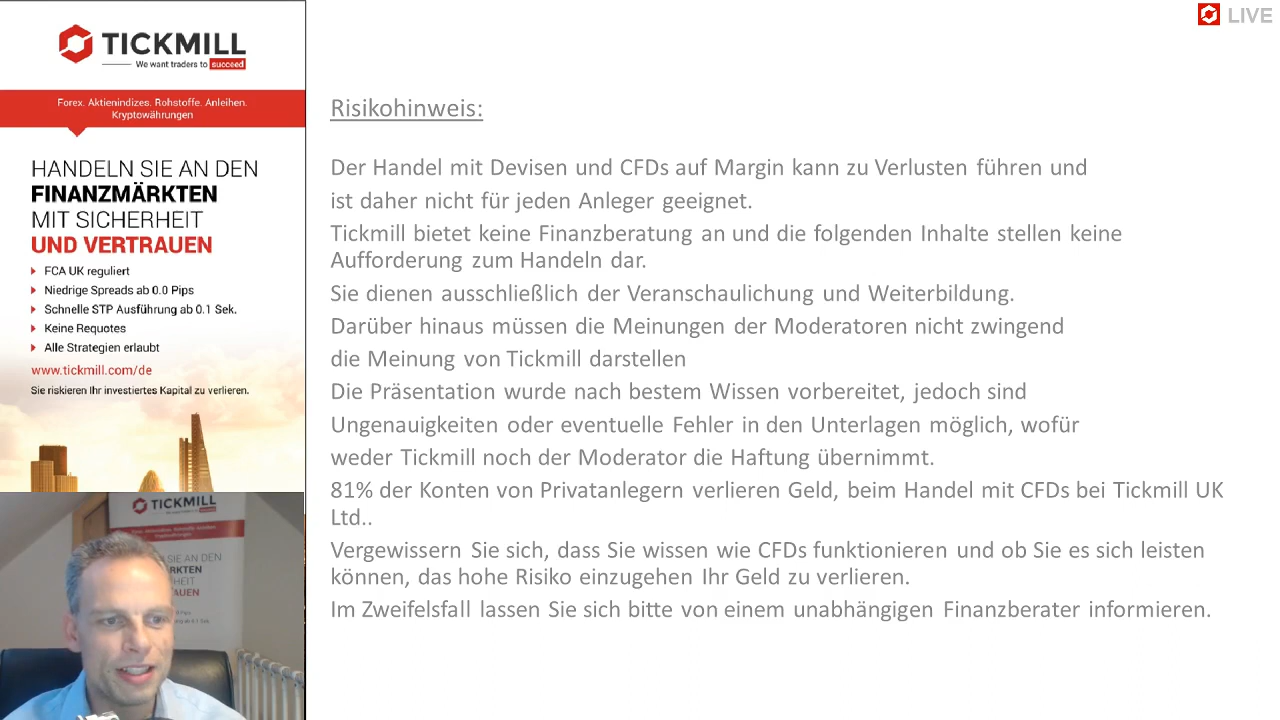 TICKMILL
We want traders to succeed
Forex. Aktienindizes. Rohstoffe. Anleihen.
Kryptowährungen
HANDELN SIE AN DEN
FINANZMÄRKTEN
MIT SICHERHEIT
UND VERTRAUEN
FCA UK reguliert
Niedrige Spreads ab 0.0 Pips
Schnelle STP Ausführung ab 0.1 Sek.
Keine Requotes
Alle Strategien erlaubt
www.tickmill.com/de
Sie riskieren Ihr investiertes Kapital zu verlieren.
TICKMILL
SIE AN DEN
RKTEN
HEIT
AUEN
LIVE
Risikohinweis:
Der Handel mit Devisen und CFDs auf Margin kann zu Verlusten führen und
ist daher nicht für jeden Anleger geeignet.
Tickmill bietet keine Finanzberatung an und die folgenden Inhalte stellen keine
Aufforderung zum Handeln dar.
Sie dienen ausschließlich der Veranschaulichung und Weiterbildung.
Darüber hinaus müssen die Meinungen der Moderatoren nicht zwingend
die Meinung von Tickmill darstellen
Die Präsentation wurde nach bestem Wissen vorbereitet, jedoch sind
Ungenauigkeiten oder eventuelle Fehler in den Unterlagen möglich, wofür
weder Tickmill noch der Moderator die Haftung übernimmt.
81% der Konten von Privatanlegern verlieren Geld, beim Handel mit CFDs bei Tickmill UK
Ltd..
Vergewissern Sie sich, dass Sie wissen wie CFDs funktionieren und ob Sie es sich leisten
können, das hohe Risiko einzugehen Ihr Geld zu verlieren.
Im Zweifelsfall lassen Sie sich bitte von einem unabhängigen Finanzberater informieren.